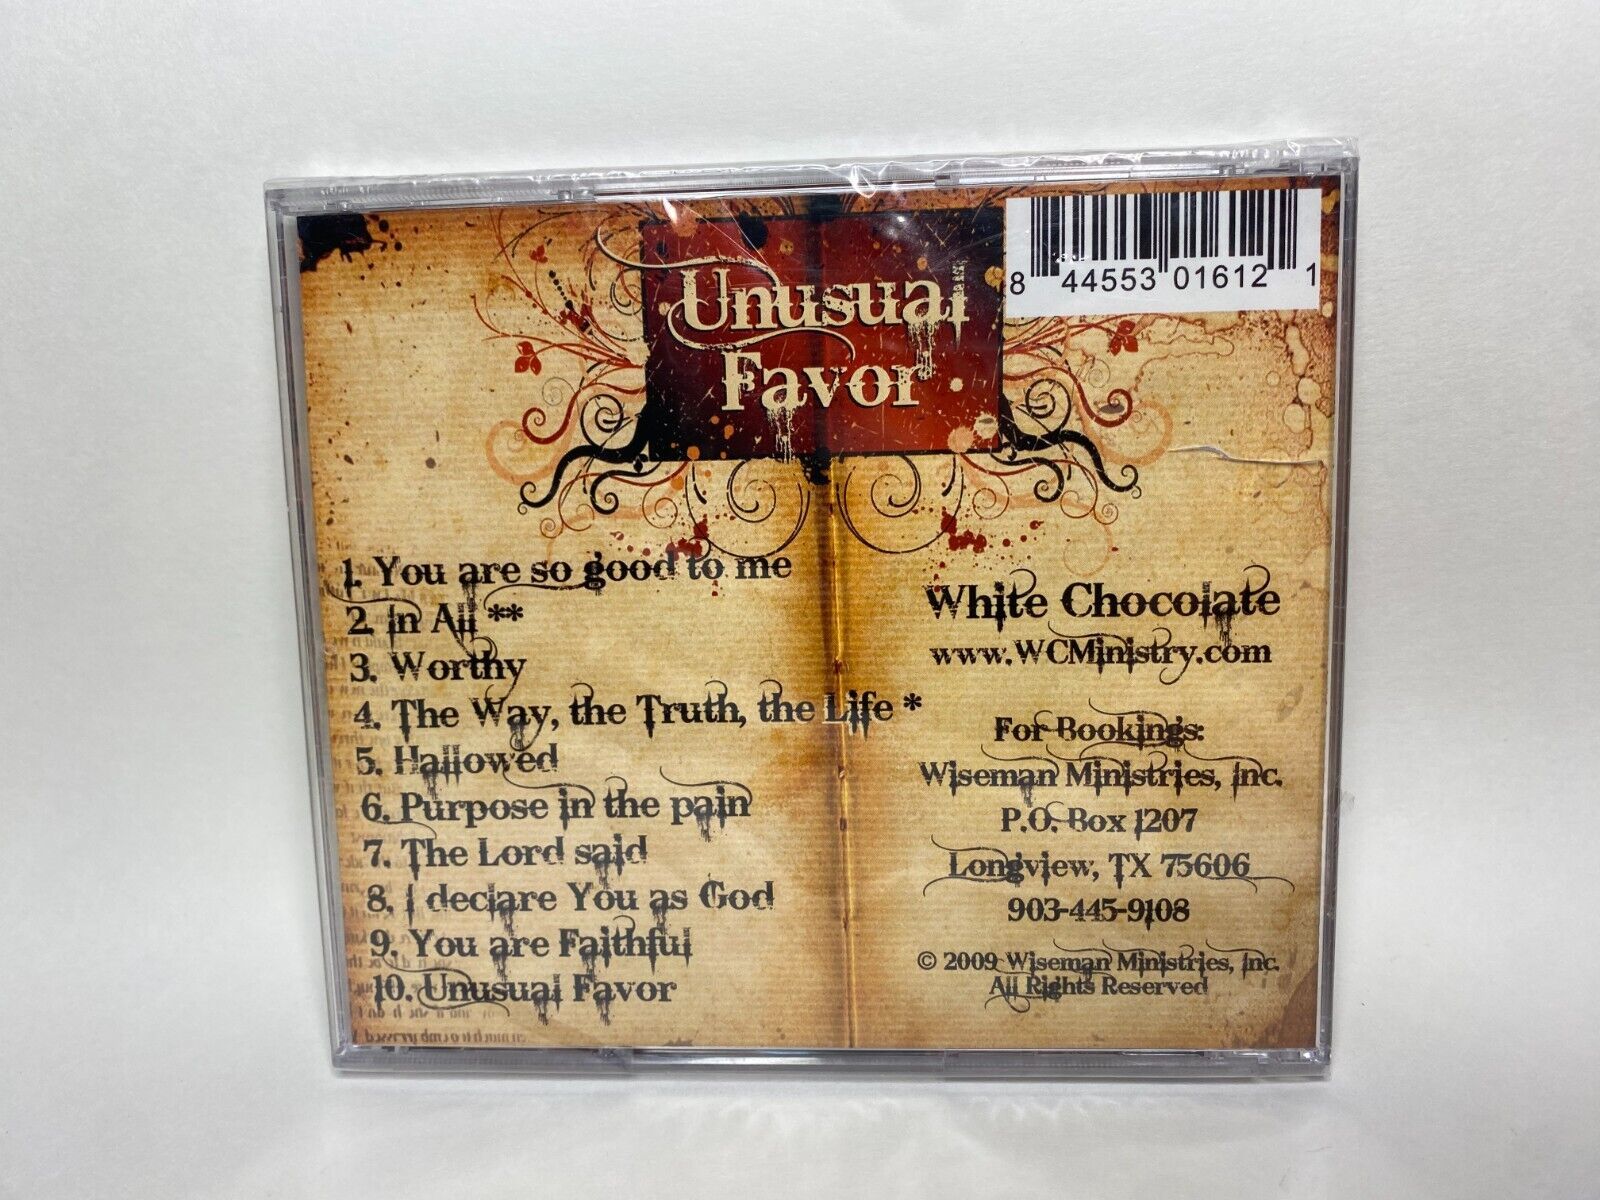 Unusual
Favor
8 44553 01612 1
1. You are so good to me
2. In All **
3. Worthy
4. The Way, the Truth, the Life *
5. Hallowed
6. Purpose in the pain
7. The Lord said
8. I declare You as God
9. You are Faithful
10. Unusual Favor
White Chocolate
www.WCMinistry.com
For Bookings:
Wiseman Ministries, Inc.
P.O. Box 1207
Longview, TX 75606
903-445-9108
© 2009 Wiseman Ministries, Inc.
All Rights Reserved